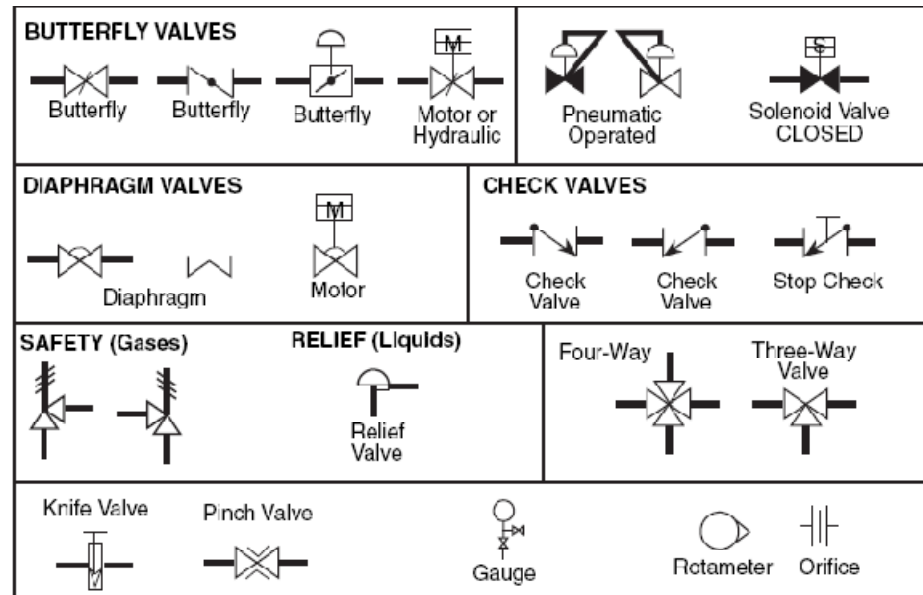 BUTTERFLY VALVES
M
S
Butterfly
Butterfly
Butterfly
Motor or
Hydraulic
Pneumatic
Operated
Solenoid Valve
CLOSED
DIAPHRAGM VALVES
M
Diaphragm
Motor
CHECK VALVES
Check
Valve
Check
Valve
Stop Check
SAFETY (Gases)
RELIEF (Liquids)
Relief
Valve
Four-Way
Three-Way
Valve
Knife Valve
Pinch Valve
Gauge
Rotameter
Orifice